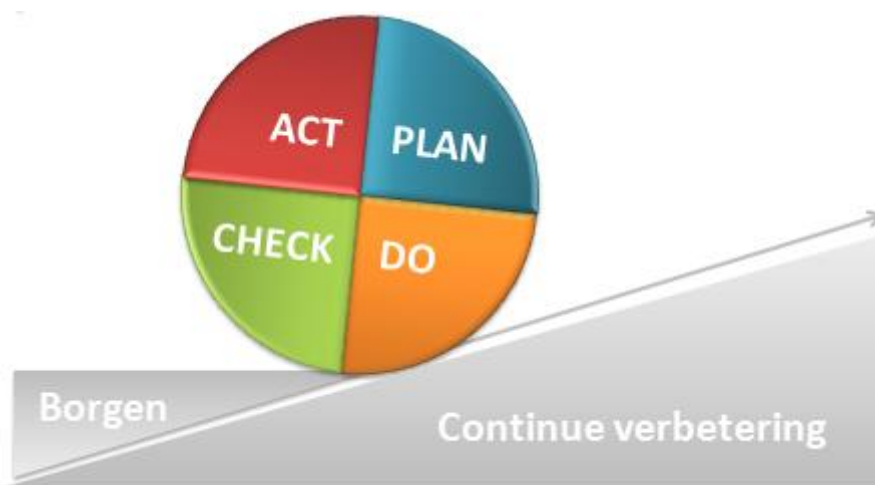 ACT
PLAN
CHECK
DO
Borgen
Continue verbetering